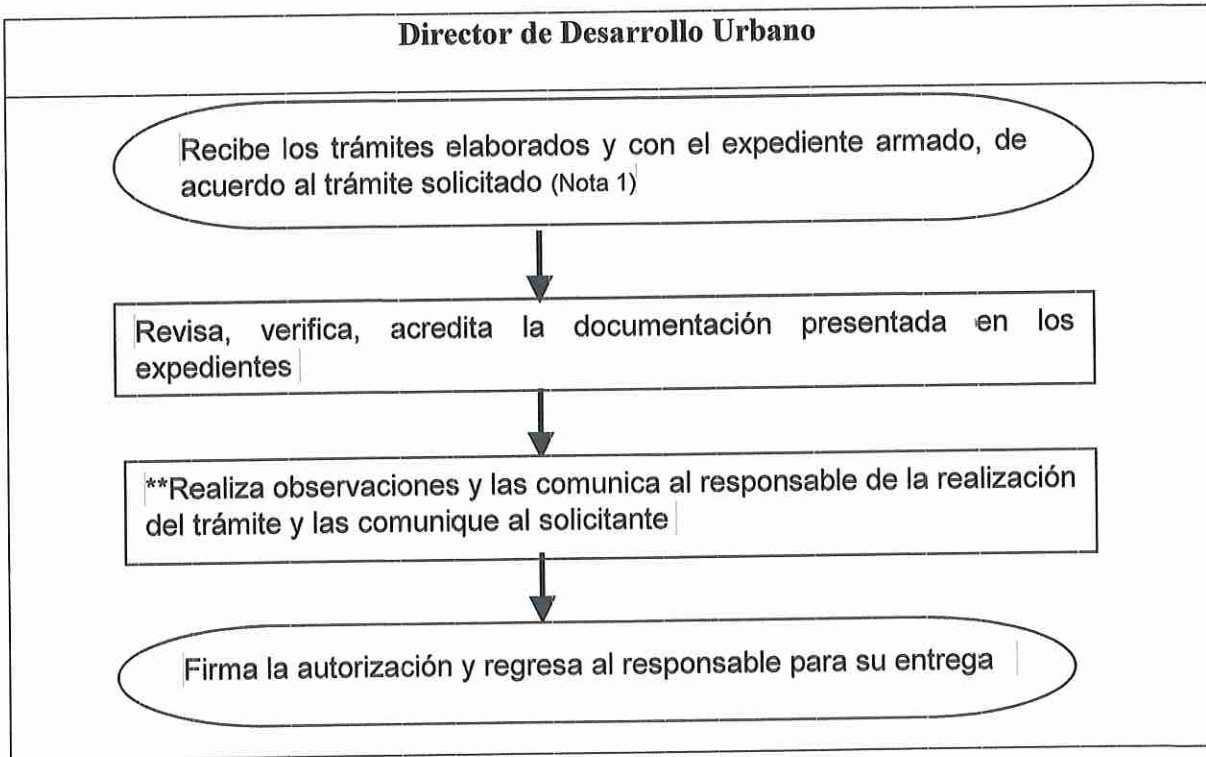 Director de Desarrollo Urbano
Recibe los trámites elaborados y con el expediente armado, de
acuerdo al trámite solicitado (Nota 1)
Revisa, verifica, acredita la documentación presentada en los
expedientes
**Realiza observaciones y las comunica al responsable de la realización
del trámite y las comunique al solicitante
Firma la autorización y regresa al responsable para su entrega